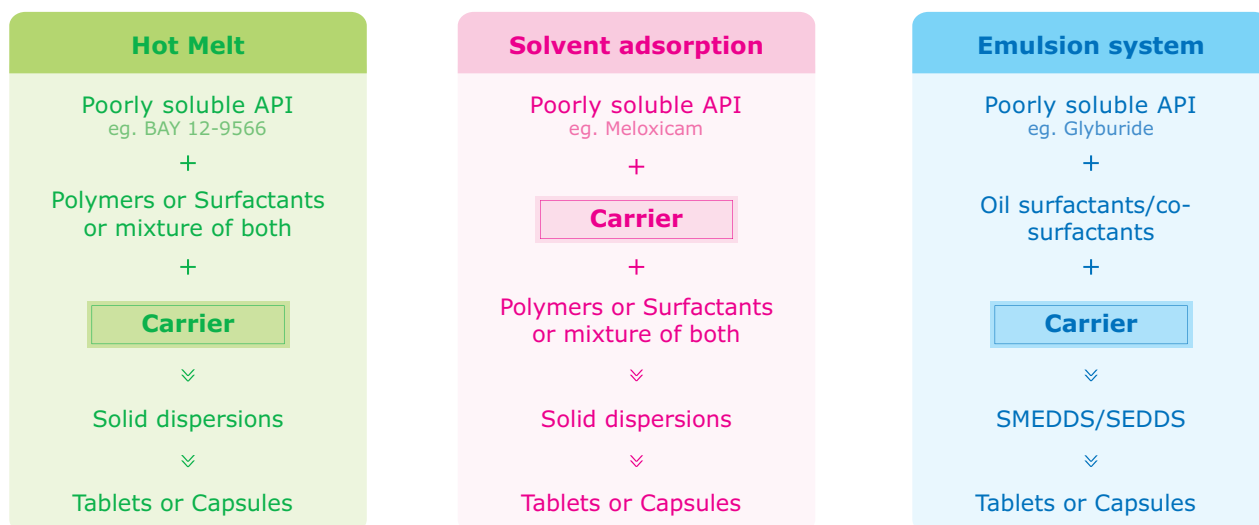 Hot Melt
Poorly soluble API
eg. BAY 12-9566
+
Polymers or Surfactants
or mixture of both
+
Carrier
Solid dispersions
Tablets or Capsules
Solvent adsorption
Poorly soluble API
eg. Meloxicam
+
Carrier
+
Polymers or Surfactants
or mixture of both
Solid dispersions
Tablets or Capsules
Emulsion system
Poorly soluble API
eg. Glyburide
+
Oil surfactants/co-
surfactants
+
Carrier
SMEDDS/SEDDS
Tablets or Capsules